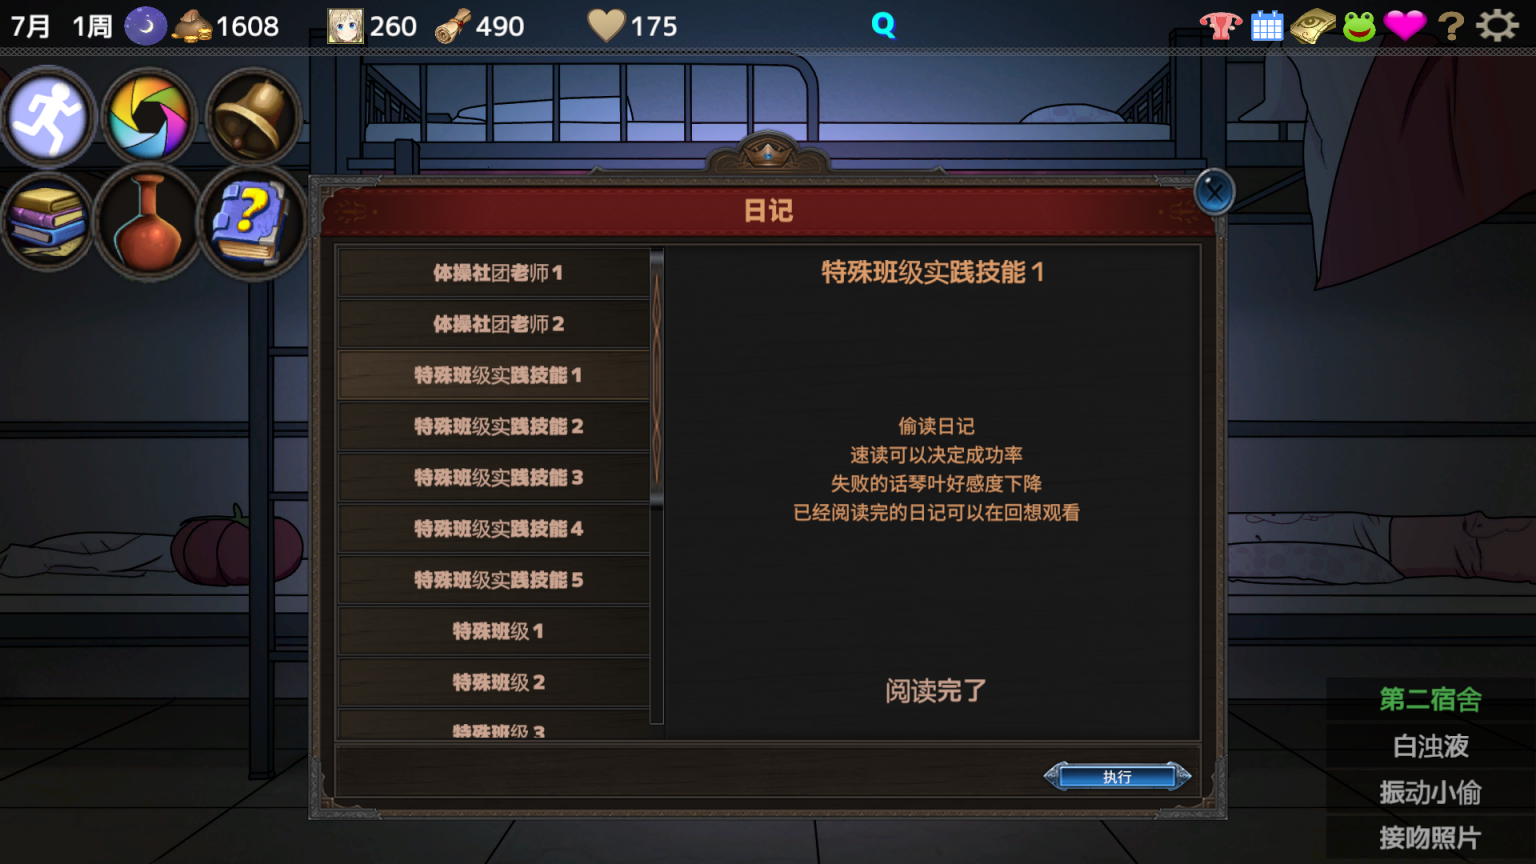 7月 1周 1608 260 490 175 Q
日记
体操社团老师1
体操社团老师2
特殊班级实践技能1
特殊班级实践技能2
特殊班级实践技能3
特殊班级实践技能4
特殊班级实践技能5
特殊班级1
特殊班级2
特殊班级3
特殊班级实践技能1
偷读日记
速读可以决定成功率
失败的话琴叶好感度下降
已经阅读完的日记可以在回想观看
阅读完了
执行
第二宿舍
白浊液
振动小偷
接吻照片